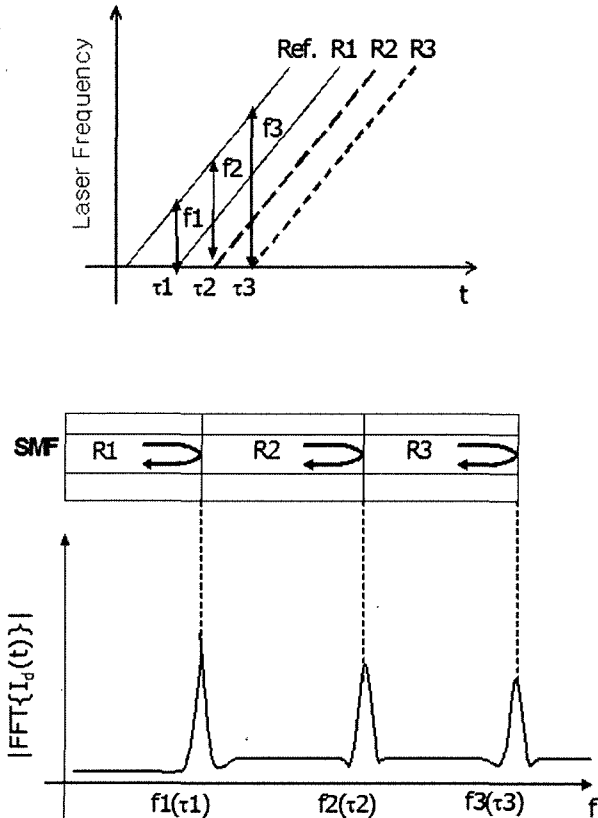 Laser Frequency
Ref. R1 R2 R3
f1
f2
f3
τ1 τ2 τ3
t
SMF
R1 R2 R3
|FFT{I_d(t)}|
f1(τ1) f2(τ2) f3(τ3) f